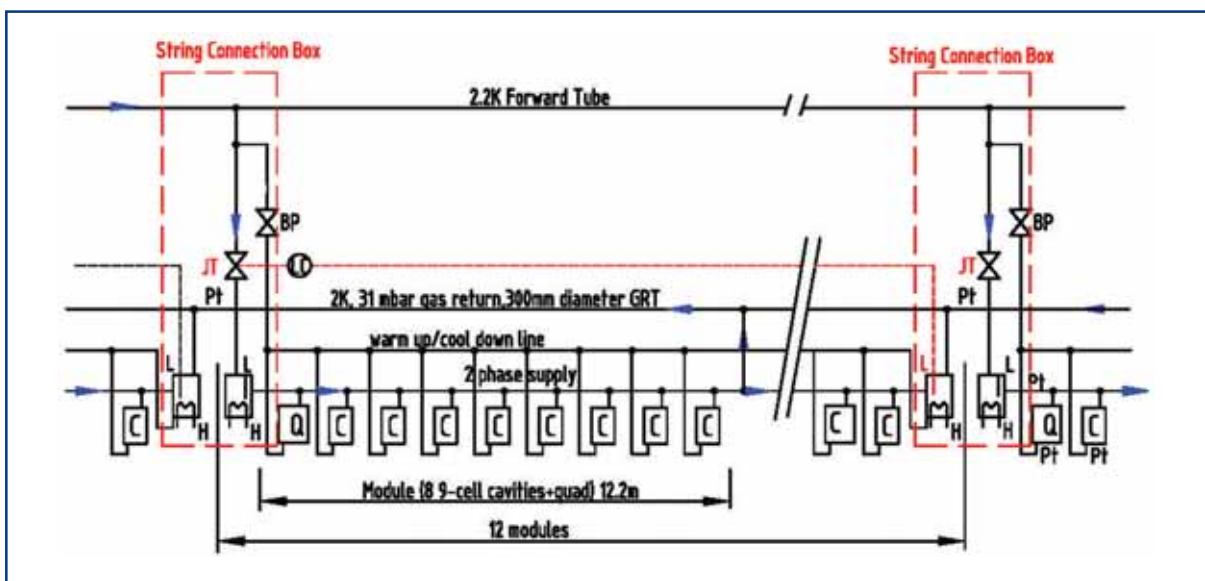 String Connection Box
String Connection Box
2.2K Forward Tube
BP
BP
JT
LC
JT
Pt
Pt
2K, 31 mbar gas return,300mm diameter GRT
warm up/cool down line
L
L
L
L
2 phase supply
Pt
C
H
H
Q
C
C
C
C
C
C
C
C
C
C
H
H
Q
C
Pt
Pt
Module (8 9-cell cavities+quad) 12.2m
12 modules